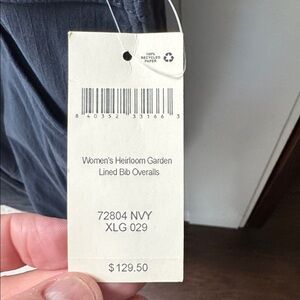 100%
RECYCLED
PAPER
8 40352 33166 3
Women's Heirloom Garden
Lined Bib Overalls
72804 NVY
XLG 029
$129.50